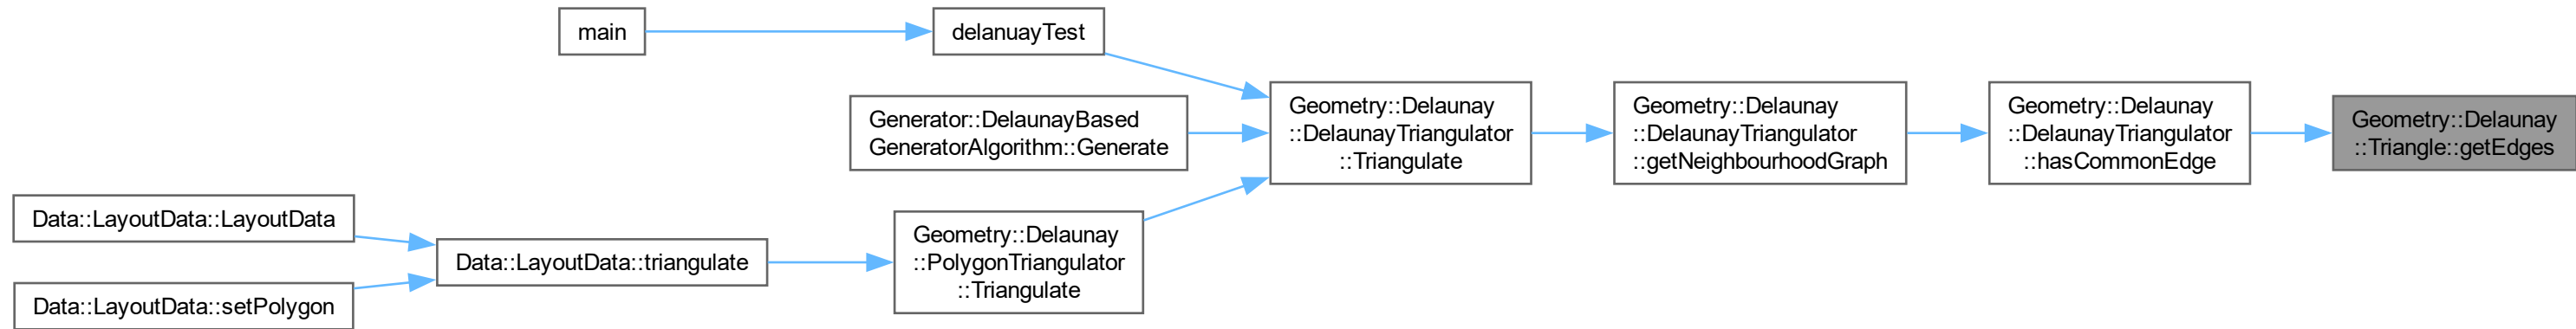 main
delanuayTest
Generator::DelaunayBased
GeneratorAlgorithm::Generate
Geometry::Delaunay
::DelaunayTriangulator
::Triangulate
Geometry::Delaunay
::DelaunayTriangulator
::getNeighbourhoodGraph
Geometry::Delaunay
::DelaunayTriangulator
::hasCommonEdge
Geometry::Delaunay
::Triangle::getEdges
Data::LayoutData::LayoutData
Data::LayoutData::setPolygon
Data::LayoutData::triangulate
Geometry::Delaunay
::PolygonTriangulator
::Triangulate